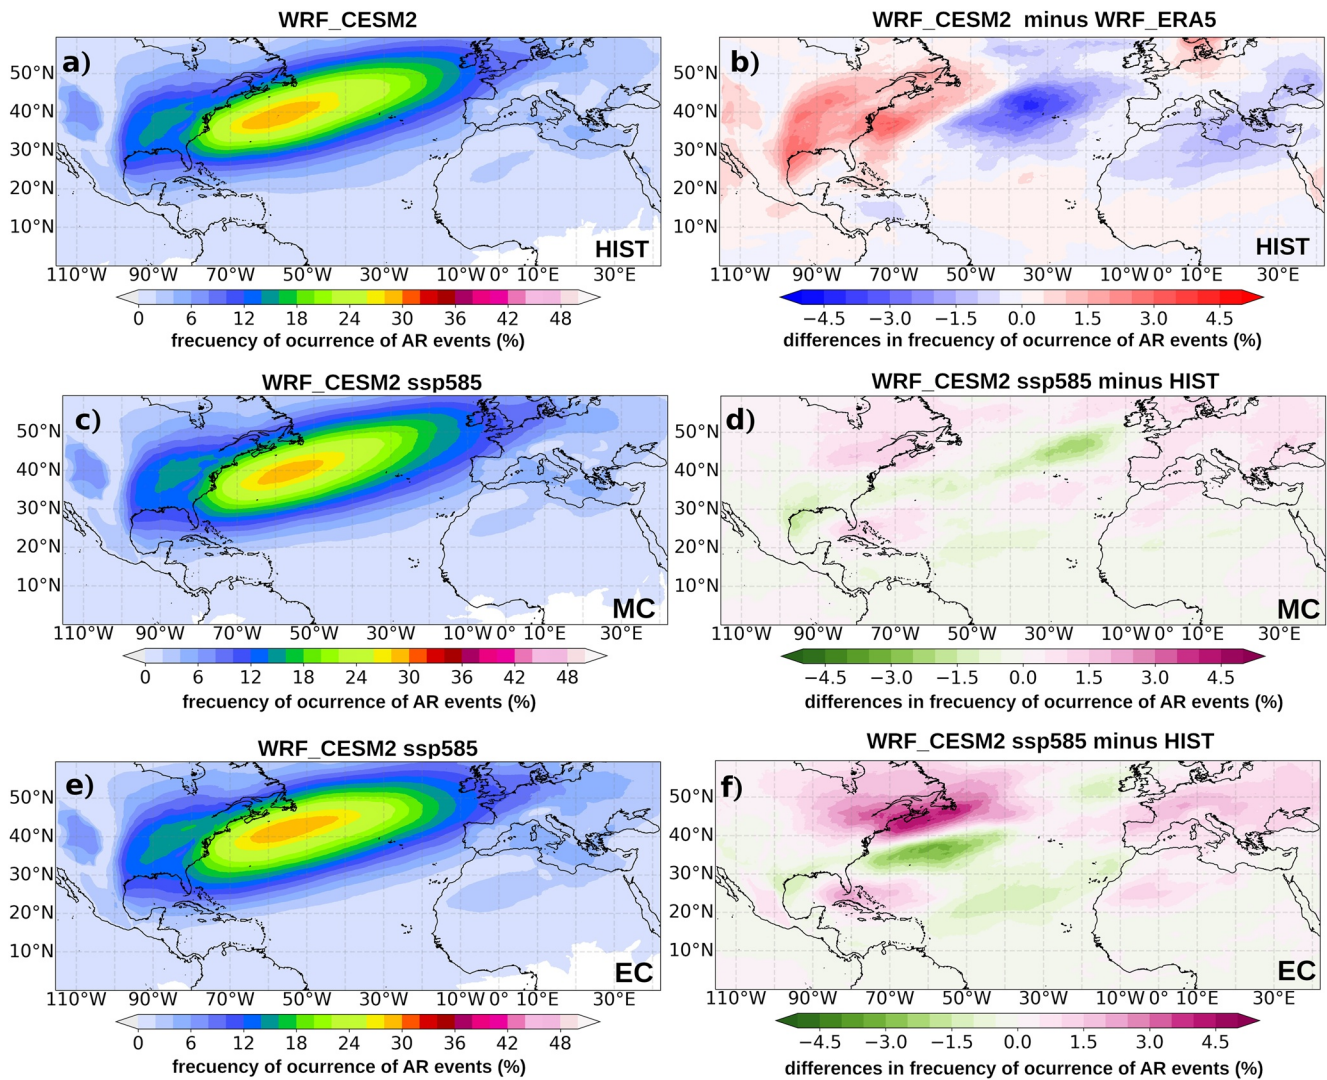 WRF_CESM2
WRF_CESM2 minus WRF_ERA5
a)
50°N
40°N
30°N
20°N
10°N
HIST
110°W 90°W 70°W 50°W 30°W 10°W 0° 10°E 30°E
0 6 12 18 24 30 36 42 48
frecuency of ocurrence of AR events (%)
b)
50°N
40°N
30°N
20°N
10°N
HIST
110°W 90°W 70°W 50°W 30°W 10°W 0° 10°E 30°E
−4.5 −3.0 −1.5 0.0 1.5 3.0 4.5
differences in frecuency of ocurrence of AR events (%)
WRF_CESM2 ssp585
WRF_CESM2 ssp585 minus HIST
c)
50°N
40°N
30°N
20°N
10°N
MC
110°W 90°W 70°W 50°W 30°W 10°W 0° 10°E 30°E
0 6 12 18 24 30 36 42 48
frecuency of ocurrence of AR events (%)
d)
50°N
40°N
30°N
20°N
10°N
MC
110°W 90°W 70°W 50°W 30°W 10°W 0° 10°E 30°E
−4.5 −3.0 −1.5 0.0 1.5 3.0 4.5
differences in frecuency of ocurrence of AR events (%)
WRF_CESM2 ssp585
WRF_CESM2 ssp585 minus HIST
e)
50°N
40°N
30°N
20°N
10°N
EC
110°W 90°W 70°W 50°W 30°W 10°W 0° 10°E 30°E
0 6 12 18 24 30 36 42 48
frecuency of ocurrence of AR events (%)
f)
50°N
40°N
30°N
20°N
10°N
EC
110°W 90°W 70°W 50°W 30°W 10°W 0° 10°E 30°E
−4.5 −3.0 −1.5 0.0 1.5 3.0 4.5
differences in frecuency of ocurrence of AR events (%)